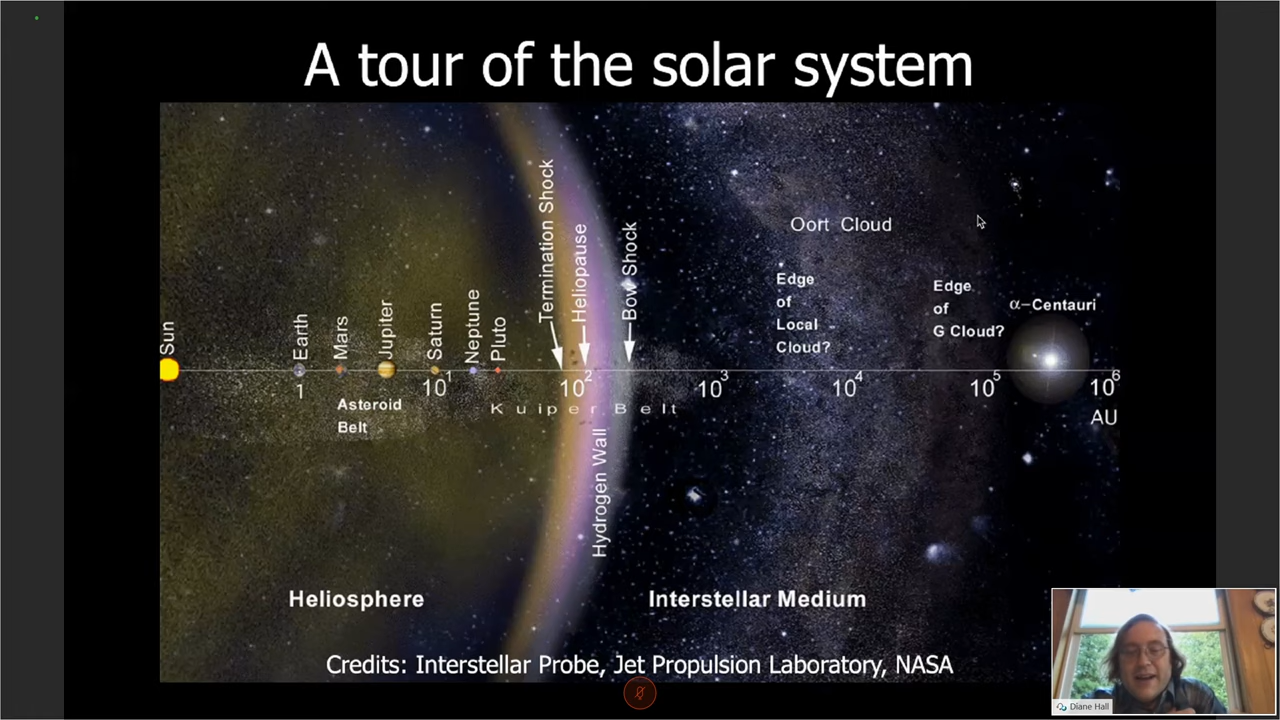 A tour of the solar system
Sun
Earth
Mars
Jupiter
Saturn
Neptune
Pluto
Termination Shock
Heliopause
Bow Shock
Oort Cloud
Edge
of
Local
Cloud?
Edge
of
G Cloud?
α-Centauri
1
10¹
10²
10³
10⁴
10⁵
10⁶
AU
Asteroid
Belt
Kuiper Belt
Hydrogen Wall
Heliosphere
Interstellar Medium
Credits: Interstellar Probe, Jet Propulsion Laboratory, NASA
Diane Hall